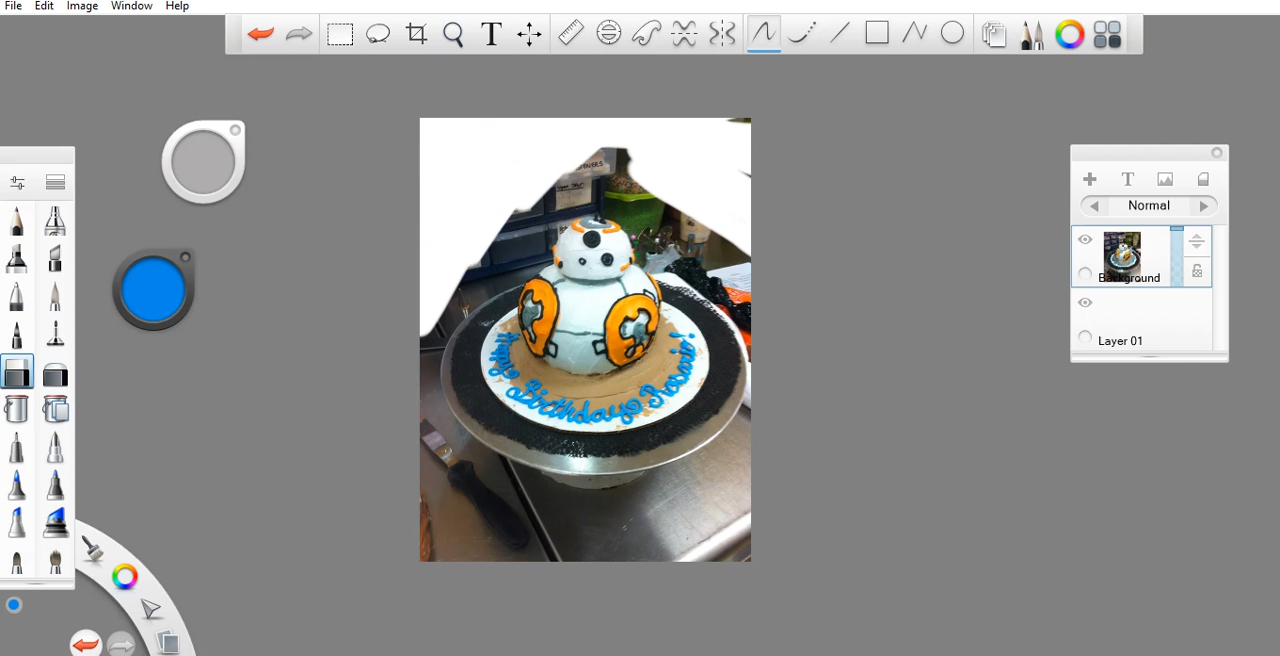 File Edit Image Window Help
T
T
Normal
Background
Layer 01
Happy Birthday